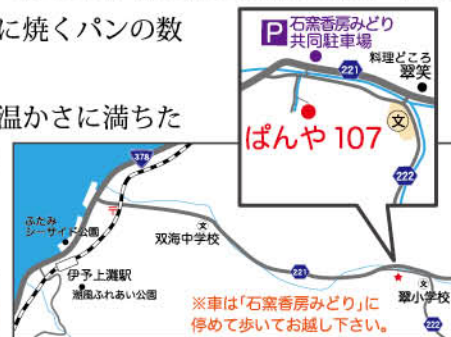 に焼くパンの数
温かさに満ちた
P
石窯香房みどり
共同駐車場
料理どころ
翠笑
221
文
ぱんや 107
222
378
ふたみ
シーサイド公園
文
双海中学校
伊予上灘駅
潮風ふれあい公園
221
文
翠小学校
※車は「石窯香房みどり」に
停めて歩いてお越し下さい。
222